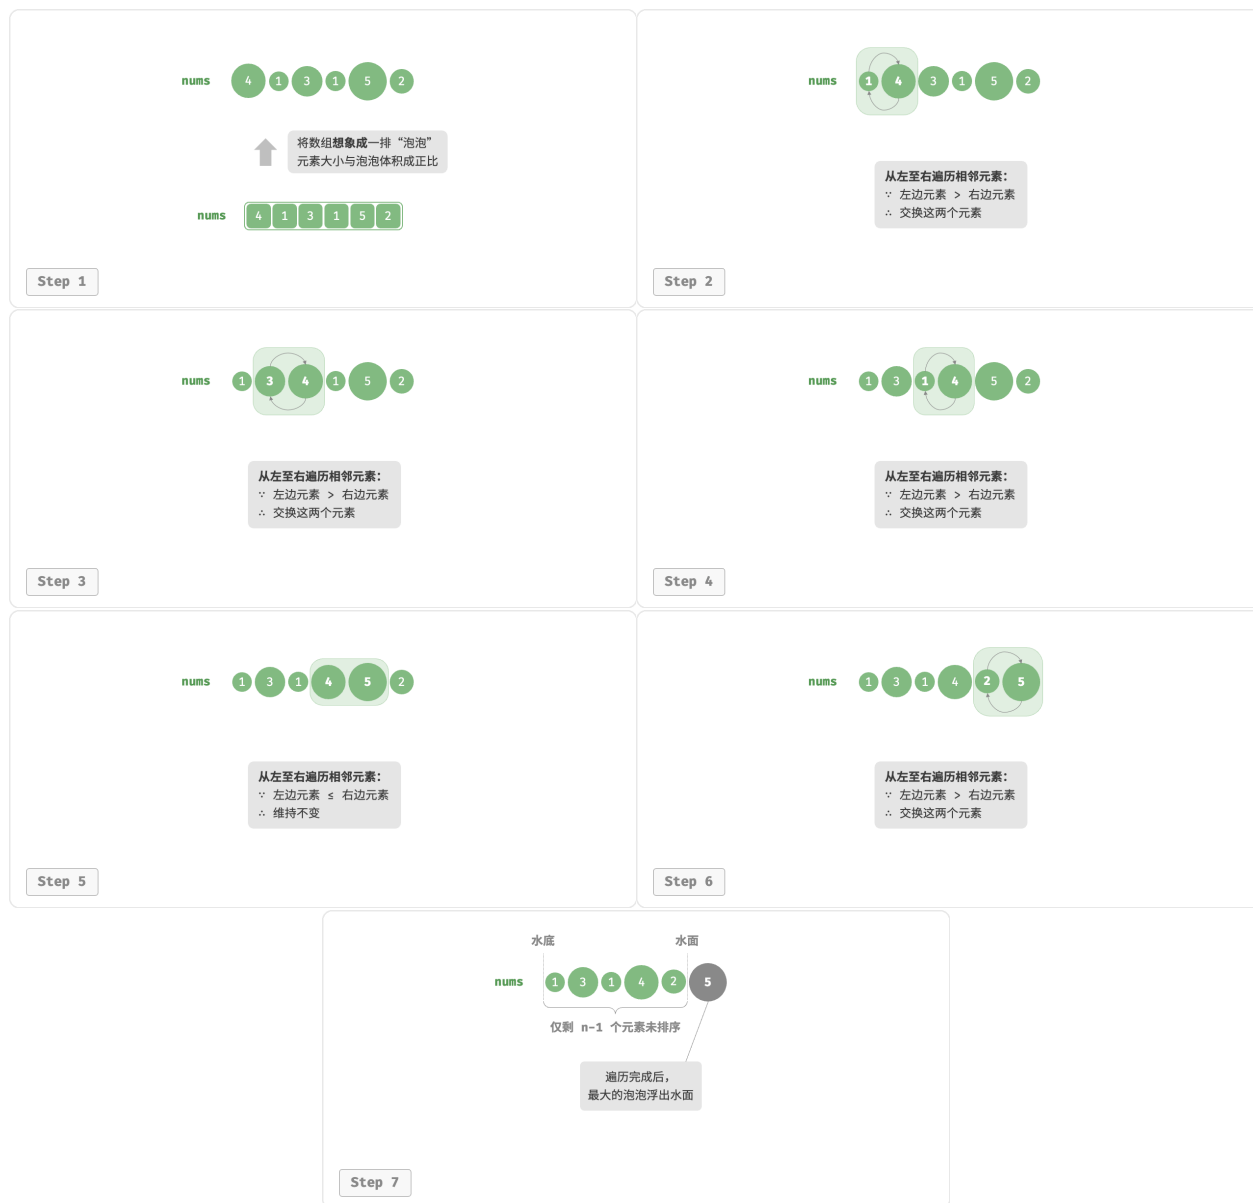 nums 4 1 3 1 5 2
将数组想象成一排“泡泡”
元素大小与泡泡体积成正比
nums 4 1 3 1 5 2
Step 1
nums 1 4 3 1 5 2
从左至右遍历相邻元素：
∵ 左边元素 > 右边元素
∴ 交换这两个元素
Step 2
nums 1 3 4 1 5 2
从左至右遍历相邻元素：
∵ 左边元素 > 右边元素
∴ 交换这两个元素
Step 3
nums 1 3 1 4 5 2
从左至右遍历相邻元素：
∵ 左边元素 > 右边元素
∴ 交换这两个元素
Step 4
nums 1 3 1 4 5 2
从左至右遍历相邻元素：
∵ 左边元素 ≤ 右边元素
∴ 维持不变
Step 5
nums 1 3 1 4 2 5
从左至右遍历相邻元素：
∵ 左边元素 > 右边元素
∴ 交换这两个元素
Step 6
水底 水面
nums 1 3 1 4 2 5
仅剩 n-1 个元素未排序
遍历完成后，
最大的泡泡浮出水面
Step 7